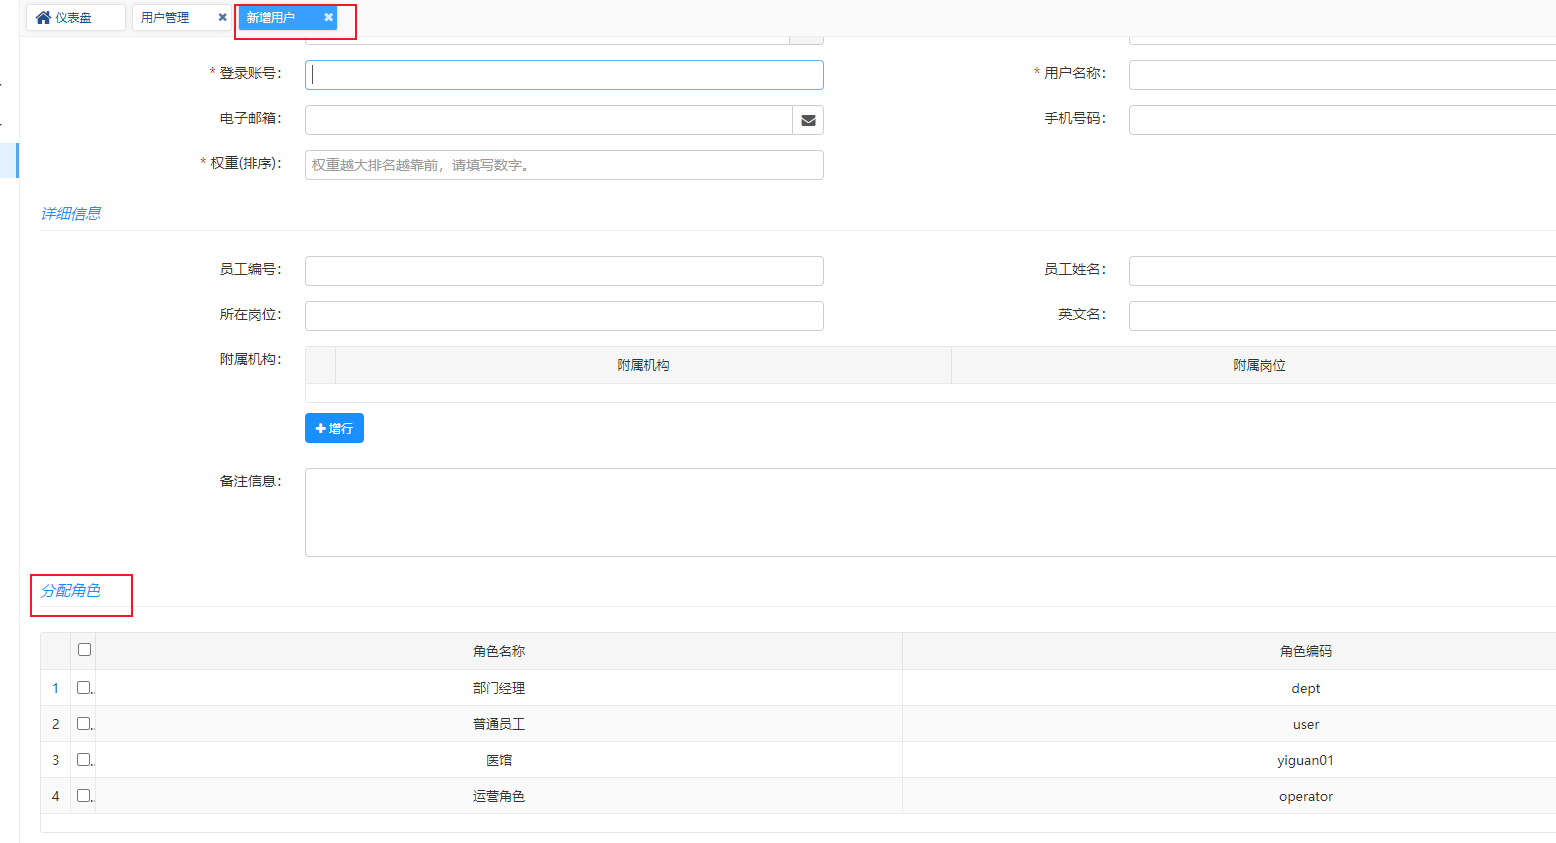 仪表盘 用户管理 新增用户
* 登录账号： * 用户名称：
电子邮箱： 手机号码：
* 权重(排序)： 权重越大排名越靠前，请填写数字。
详细信息
员工编号： 员工姓名：
所在岗位： 英文名：
附属机构： 附属机构 附属岗位
增行
备注信息：
分配角色
角色名称 角色编码
1 部门经理 dept
2 普通员工 user
3 医馆 yiguan01
4 运营角色 operator